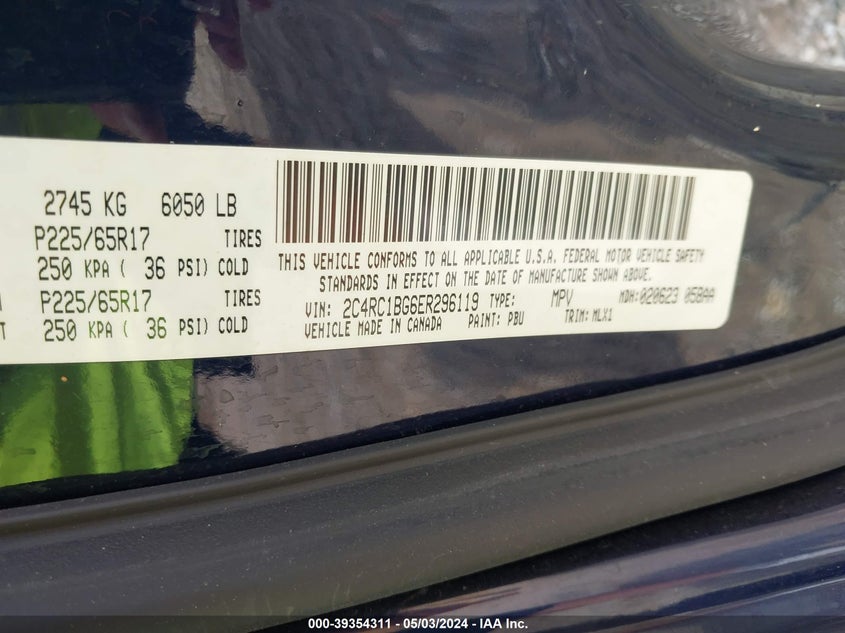 2745 KG 6050 LB
P225/65R17 TIRES
250 KPA ( 36 PSI) COLD
P225/65R17 TIRES
250 KPA ( 36 PSI) COLD
THIS VEHICLE CONFORMS TO ALL APPLICABLE U.S.A. FEDERAL MOTOR VEHICLE SAFETY
STANDARDS IN EFFECT ON THE DATE OF MANUFACTURE SHOWN ABOVE.
VIN: 2C4RC1BG6ER296119 TYPE: MPV MDH:020623 058AA
VEHICLE MADE IN CANADA PAINT: PBU TRIM: MLX1
000-39354311 - 05/03/2024 - IAA Inc.